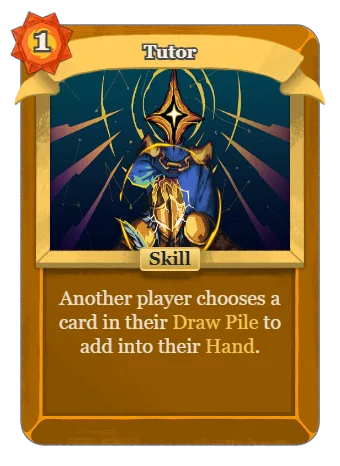 1
Tutor
Skill
Another player chooses a
card in their Draw Pile to
add into their Hand.